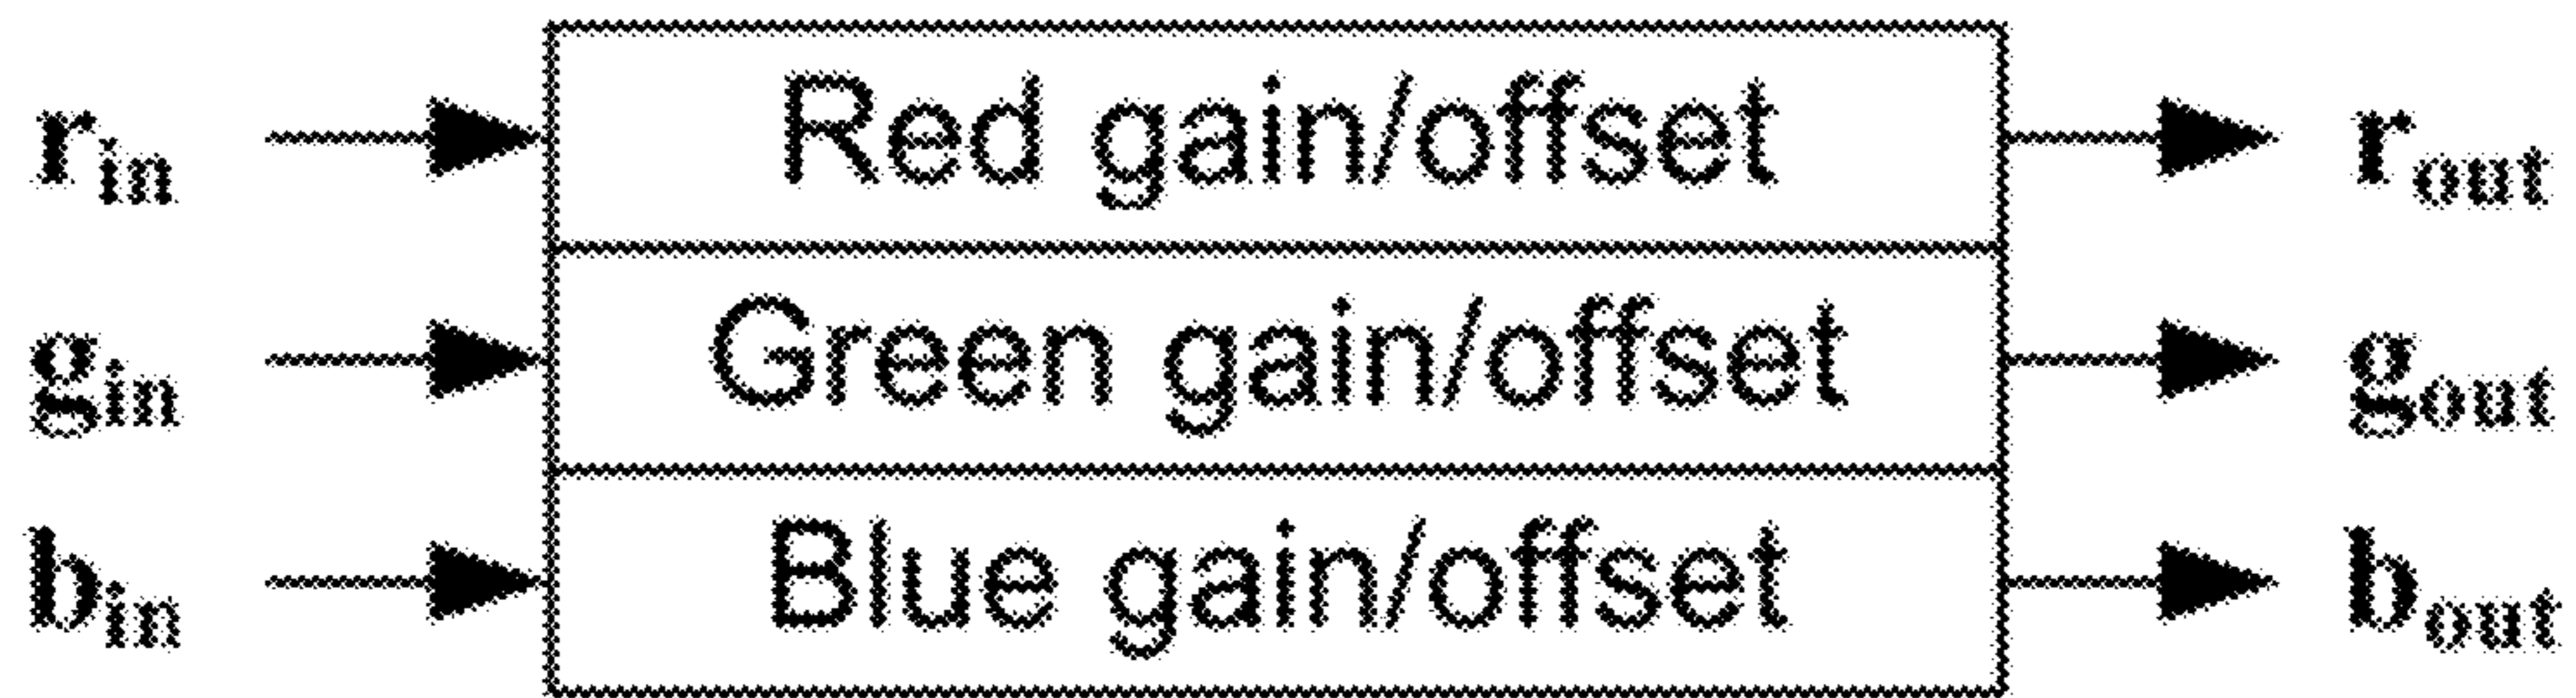 r_in Red gain/offset r_out
g_in Green gain/offset g_out
b_in Blue gain/offset b_out